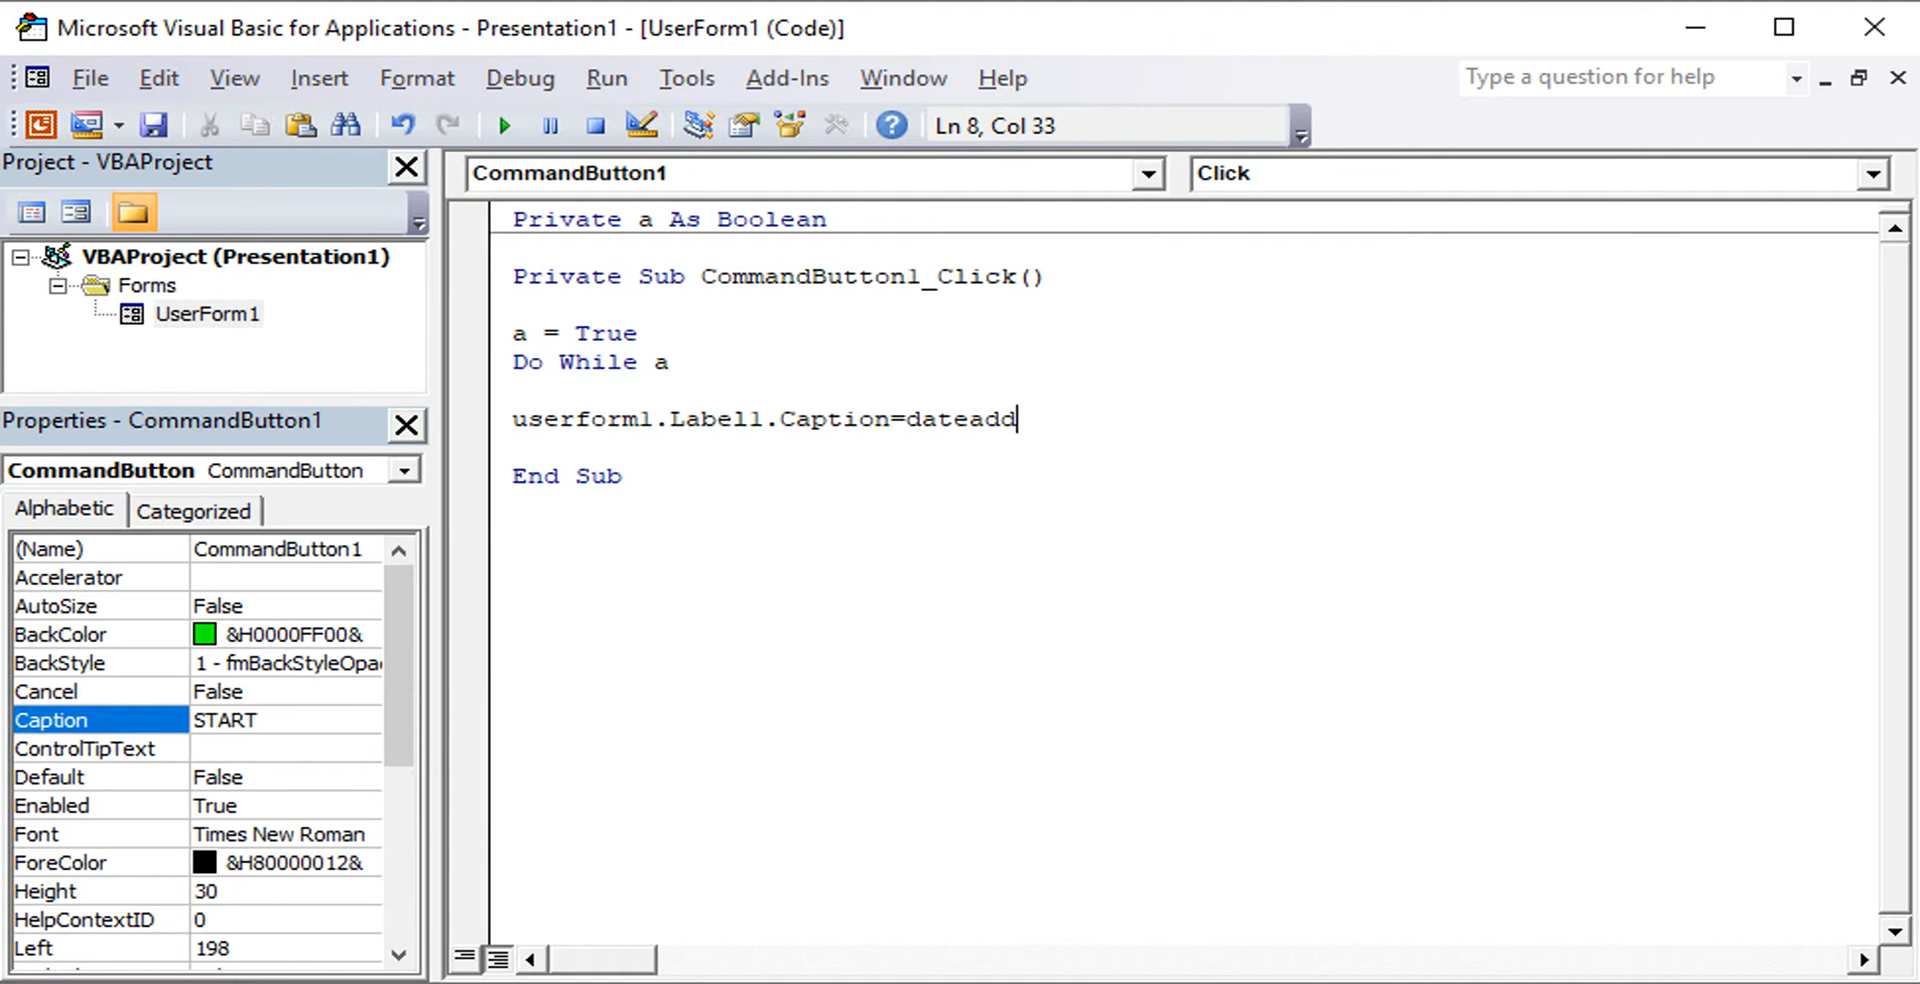 Microsoft Visual Basic for Applications - Presentation1 - [UserForm1 (Code)]
File Edit View Insert Format Debug Run Tools Add-Ins Window Help
Type a question for help
Ln 8, Col 33
Project - VBAProject
VBAProject (Presentation1)
Forms
UserForm1
Properties - CommandButton1
CommandButton CommandButton
Alphabetic Categorized
(Name) CommandButton1
Accelerator
AutoSize False
BackColor &H0000FF00&
BackStyle 1 - fmBackStyleOpa
Cancel False
Caption START
ControlTipText
Default False
Enabled True
Font Times New Roman
ForeColor &H80000012&
Height 30
HelpContextID 0
Left 198
CommandButton1 Click
Private a As Boolean
Private Sub CommandButton1_Click()
a = True
Do While a
userform1.Label1.Caption=dateadd
End Sub